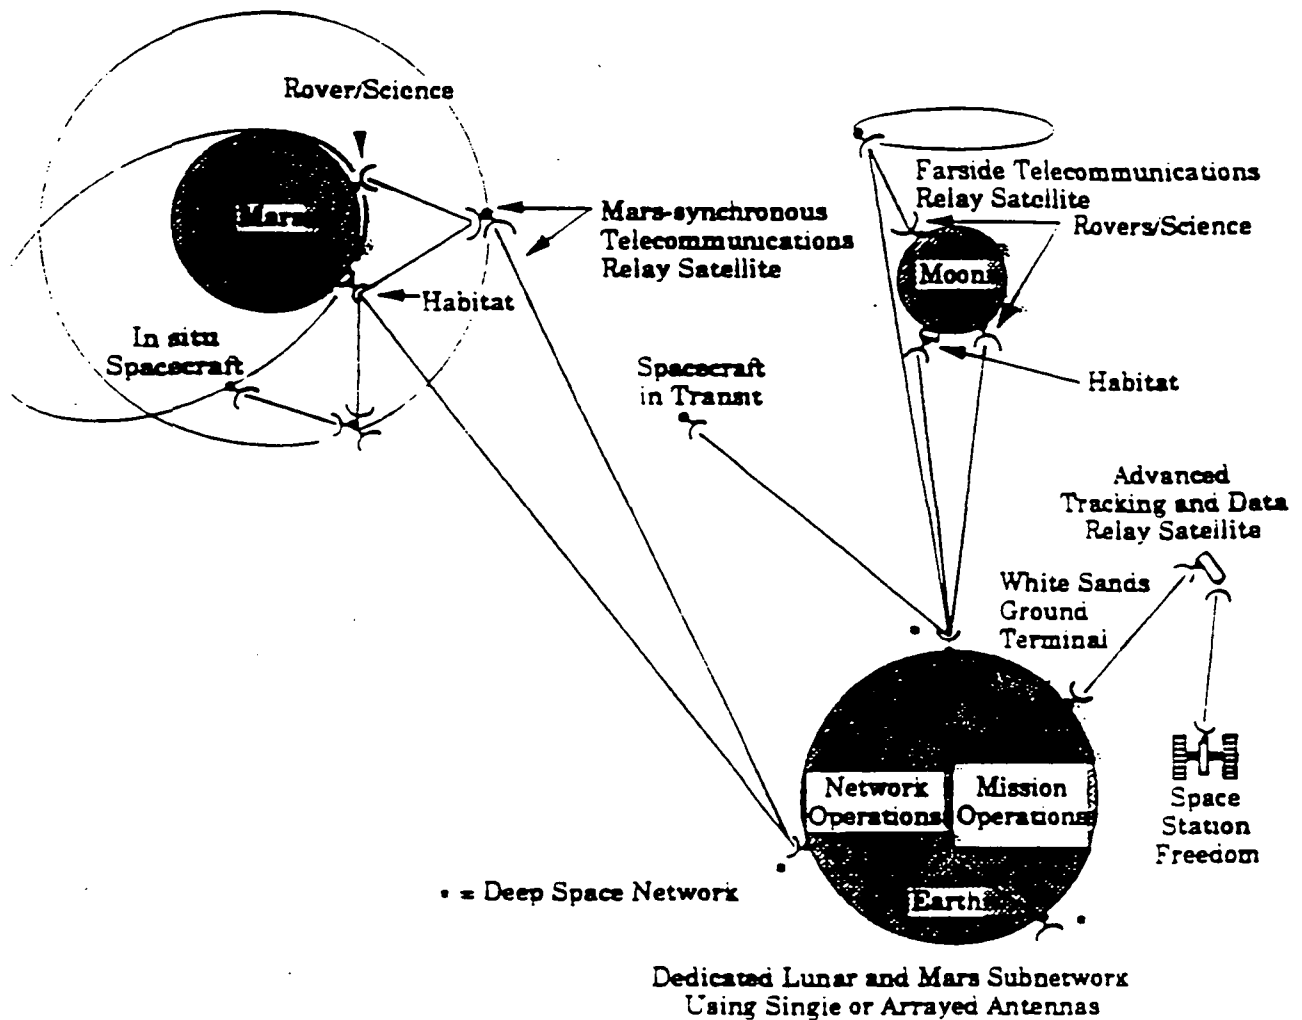 Rover/Science
Mars
Mars-synchronous
Telecommunications
Relay Satellite
Habitat
In situ
Spacecraft
Farside Telecommunications
Relay Satellite
Rovers/Science
Moon
Habitat
Spacecraft
in Transit
Advanced
Tracking and Data
Relay Satellite
White Sands
Ground
Terminal
Network
Operations
Mission
Operations
Space
Station
Freedom
* = Deep Space Network
Earth
Dedicated Lunar and Mars Subnetwork
Using Single or Arrayed Antennas